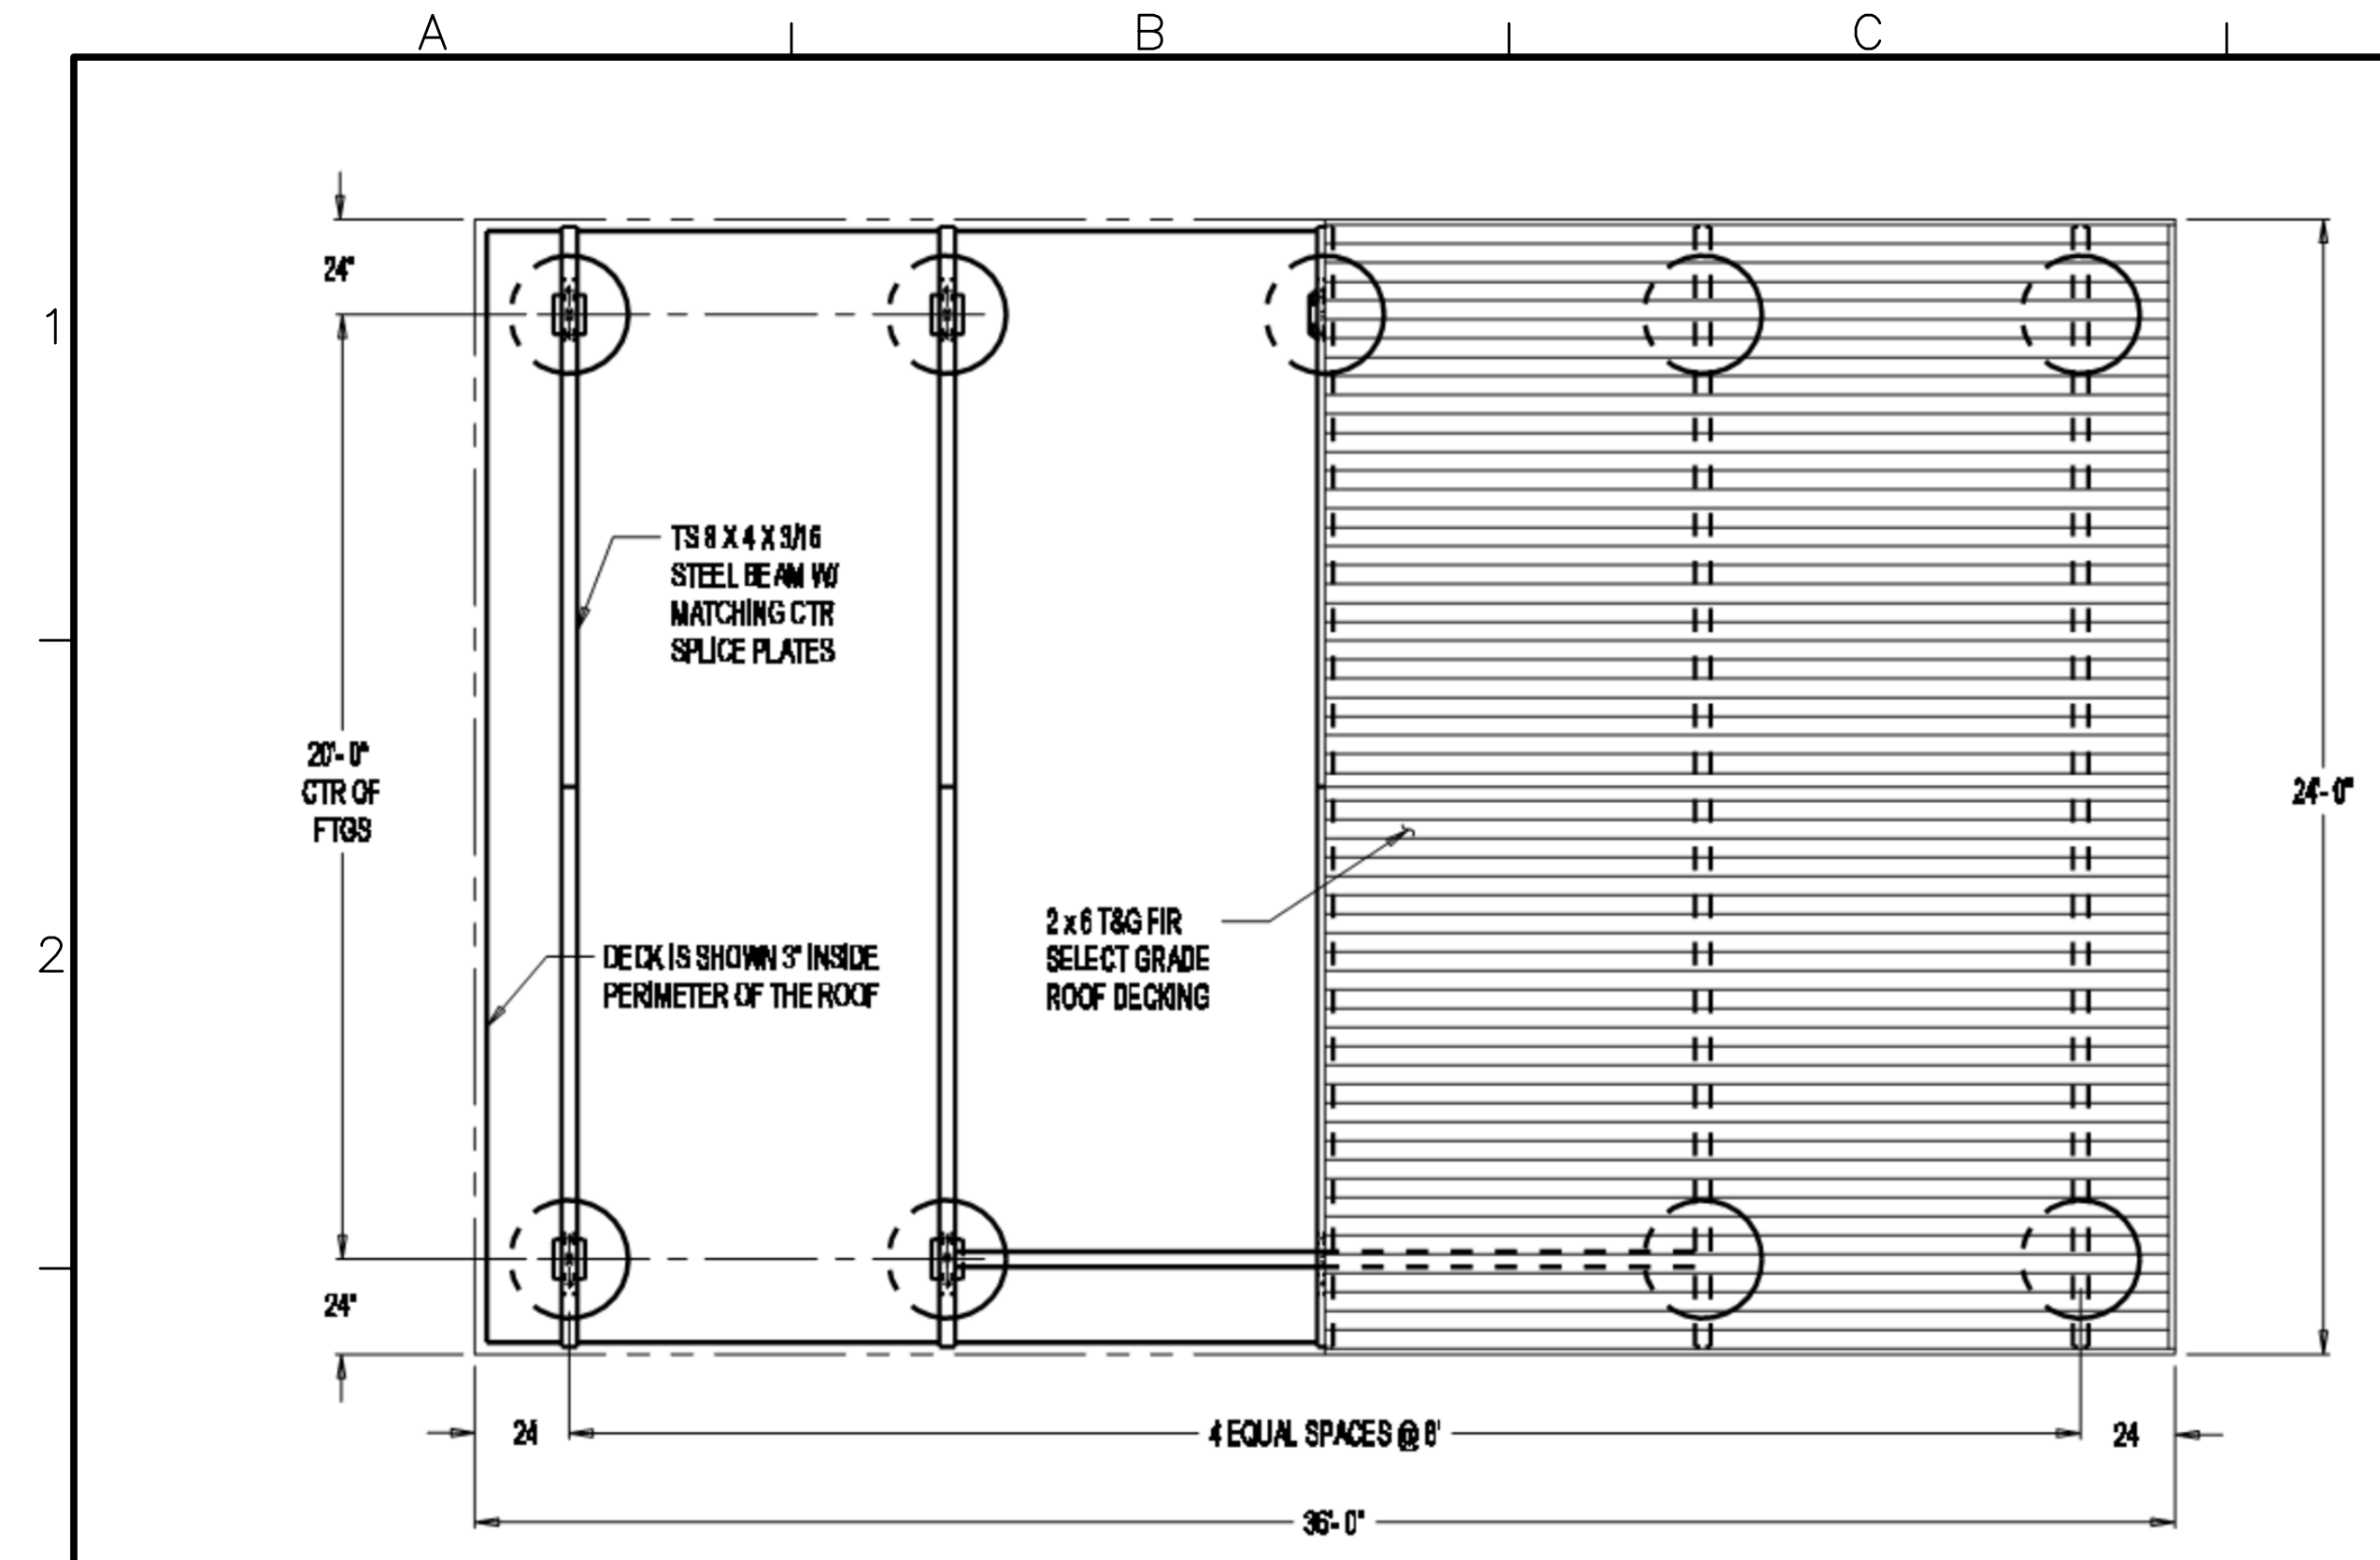 A B C
1
2
24"
20'- 0"
CTR OF
FTGS
24"
TS 8 X 4 X 3/16
STEEL BEAM W/
MATCHING CTR
SPLICE PLATES
DECK IS SHOWN 3" INSIDE
PERIMETER OF THE ROOF
2 x 6 T&G FIR
SELECT GRADE
ROOF DECKING
24'- 0"
24 4 EQUAL SPACES @ 8' 24
36'- 0"